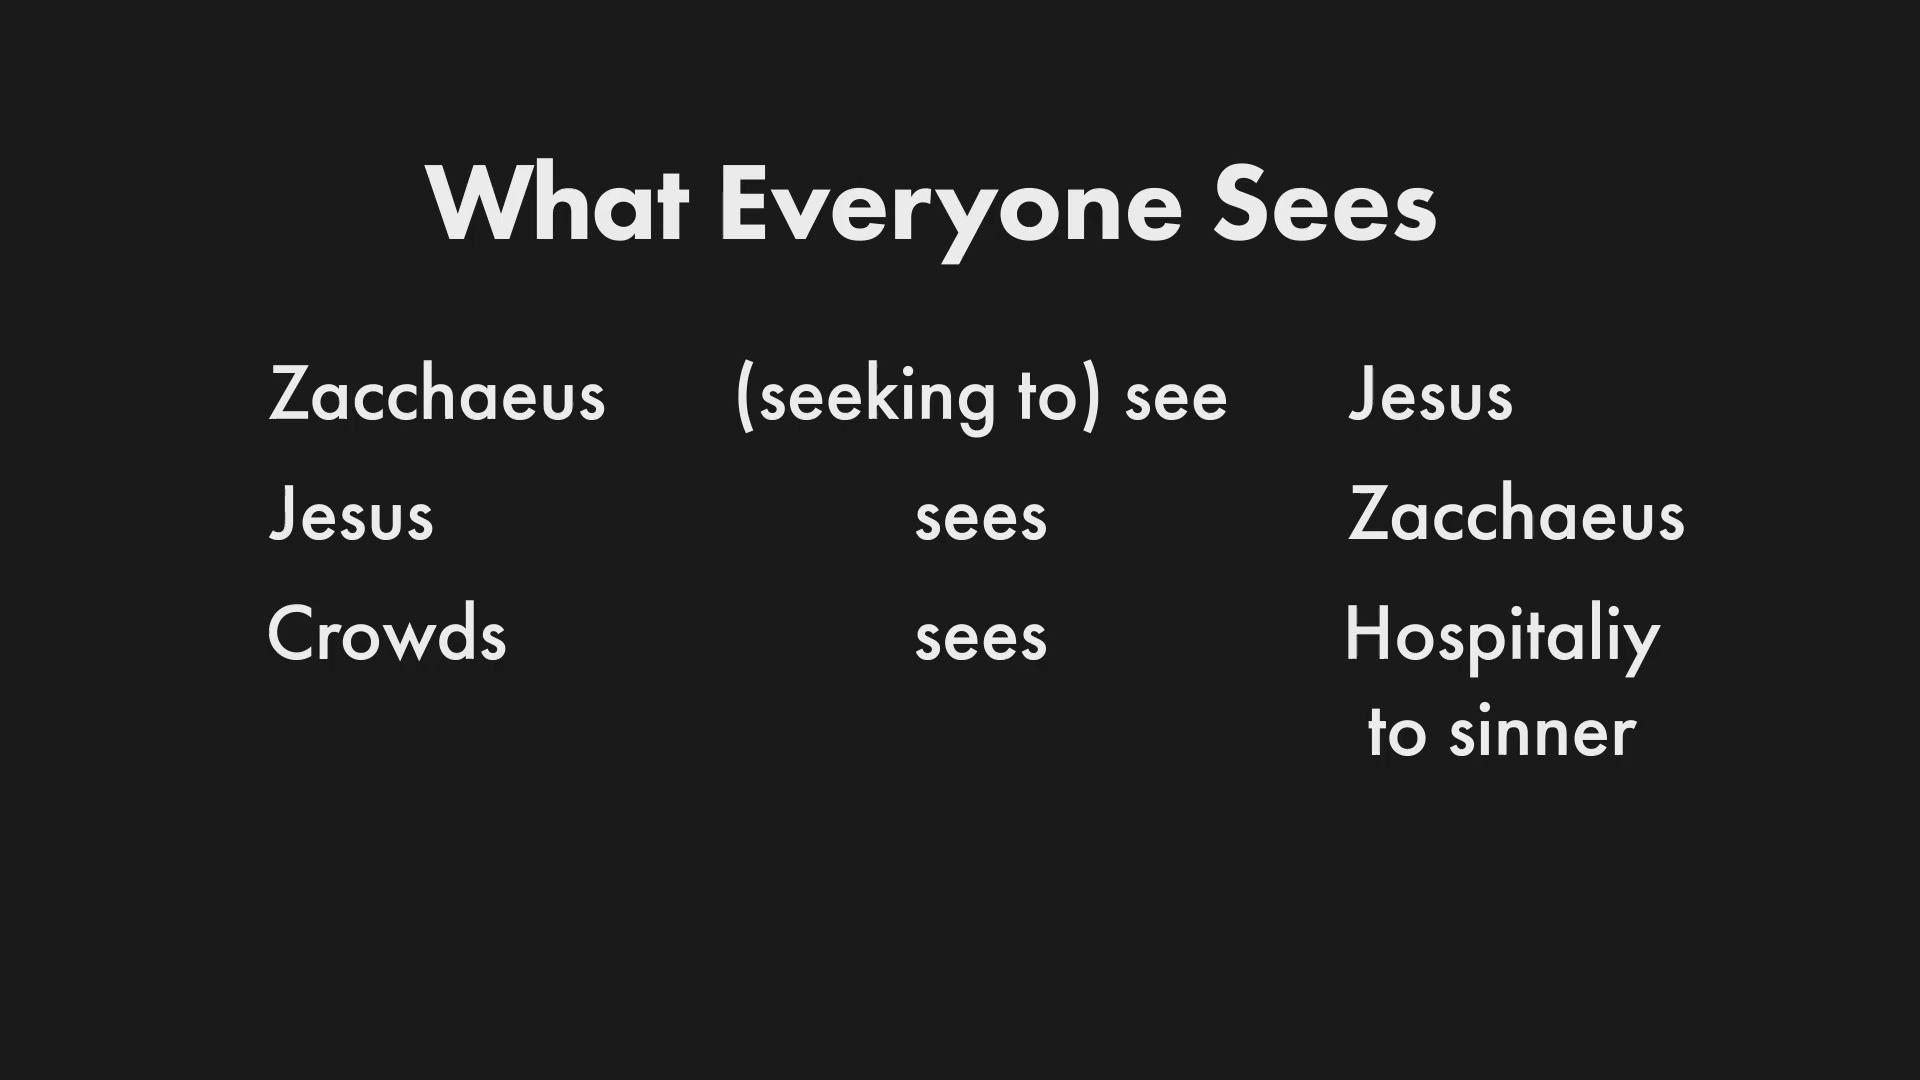 What Everyone Sees
Zacchaeus (seeking to) see Jesus
Jesus sees Zacchaeus
Crowds sees Hospitaliy
to sinner